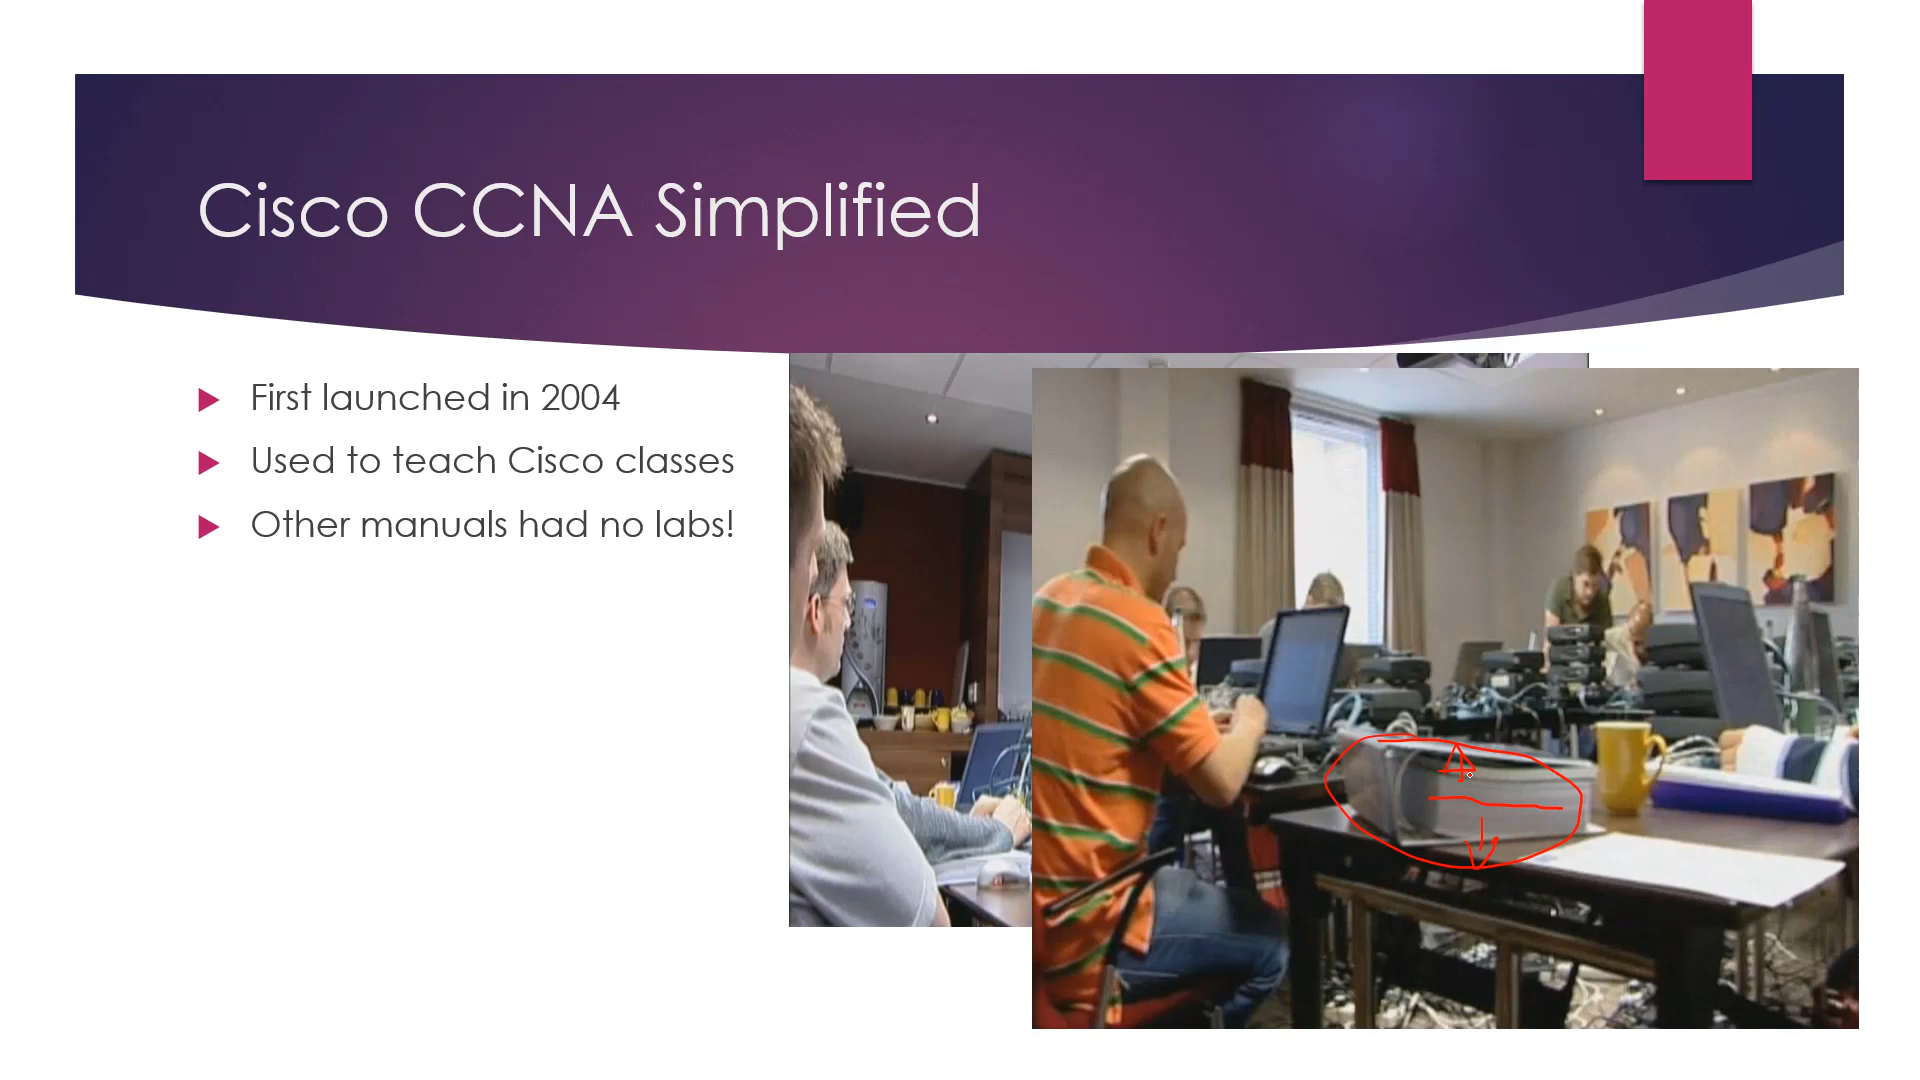 Cisco CCNA Simplified
First launched in 2004
Used to teach Cisco classes
Other manuals had no labs!